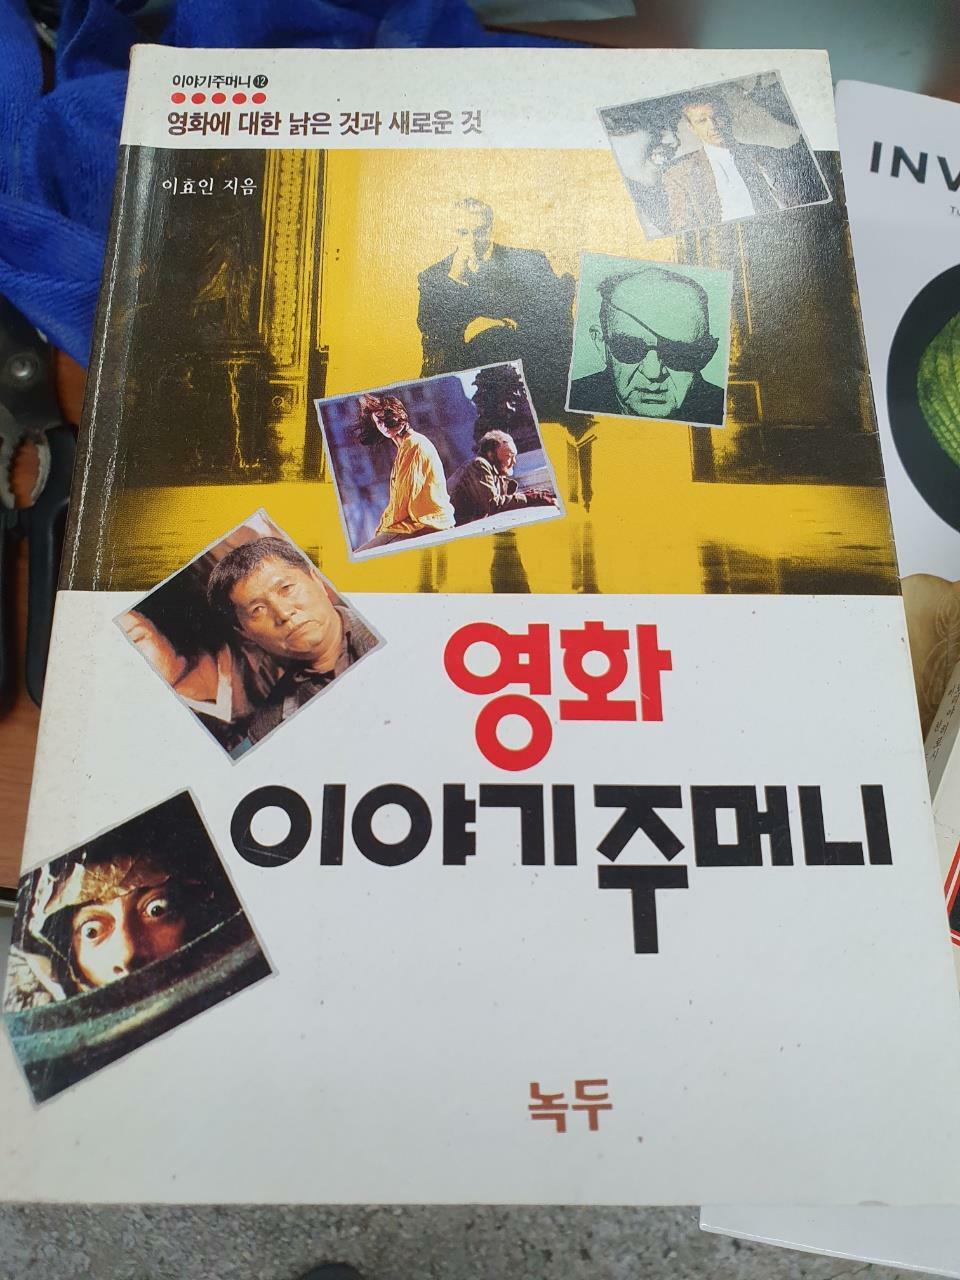 이야기주머니 12
영화에 대한 낡은 것과 새로운 것
이효인 지음
영화
이야기주머니
녹두
INV